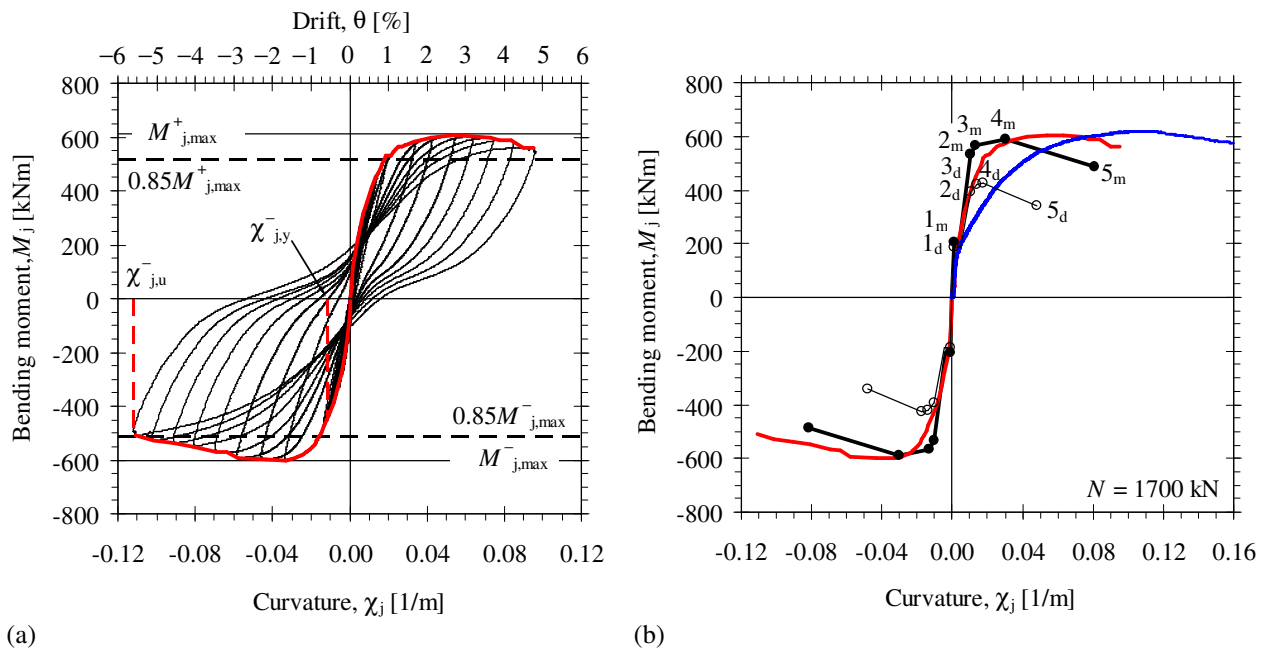 Drift, θ [%]
−6 −5 −4 −3 −2 −1 0 1 2 3 4 5 6
800
600
400
200
0
-200
-400
-600
-800
Bending moment, M j [kNm]
M + j,max
0.85M + j,max
χ − j,y
χ − j,u
0.85M − j,max
M − j,max
-0.12 -0.08 -0.04 0.00 0.04 0.08 0.12
Curvature, χj [1/m]
(a)
800
600
400
200
0
-200
-400
-600
-800
Bending moment, M j [kNm]
4m
3m
2m
3d
4d
2d
5m
5d
1m
1d
N = 1700 kN
-0.12 -0.08 -0.04 0.00 0.04 0.08 0.12 0.16
Curvature, χj [1/m]
(b)